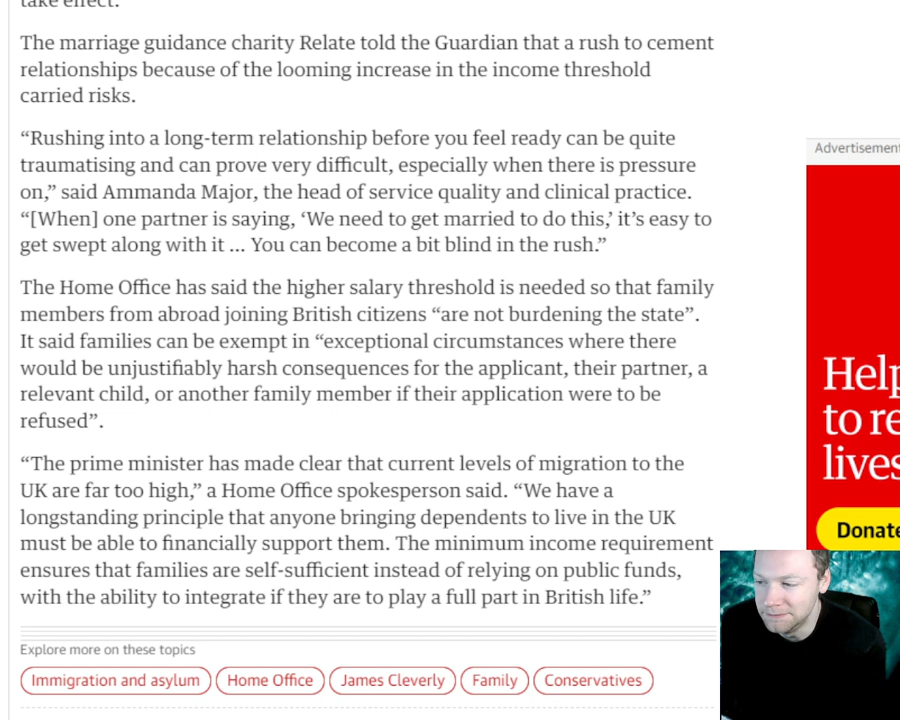 take effect.
The marriage guidance charity Relate told the Guardian that a rush to cement
relationships because of the looming increase in the income threshold
carried risks.
“Rushing into a long-term relationship before you feel ready can be quite
traumatising and can prove very difficult, especially when there is pressure
on,” said Ammanda Major, the head of service quality and clinical practice.
“[When] one partner is saying, ‘We need to get married to do this,’ it’s easy to
get swept along with it ... You can become a bit blind in the rush.”
The Home Office has said the higher salary threshold is needed so that family
members from abroad joining British citizens “are not burdening the state”.
It said families can be exempt in “exceptional circumstances where there
would be unjustifiably harsh consequences for the applicant, their partner, a
relevant child, or another family member if their application were to be
refused”.
“The prime minister has made clear that current levels of migration to the
UK are far too high,” a Home Office spokesperson said. “We have a
longstanding principle that anyone bringing dependents to live in the UK
must be able to financially support them. The minimum income requirement
ensures that families are self-sufficient instead of relying on public funds,
with the ability to integrate if they are to play a full part in British life.”
Explore more on these topics
Immigration and asylum Home Office James Cleverly Family Conservatives
Advertisement
Help
to re
lives
Donate